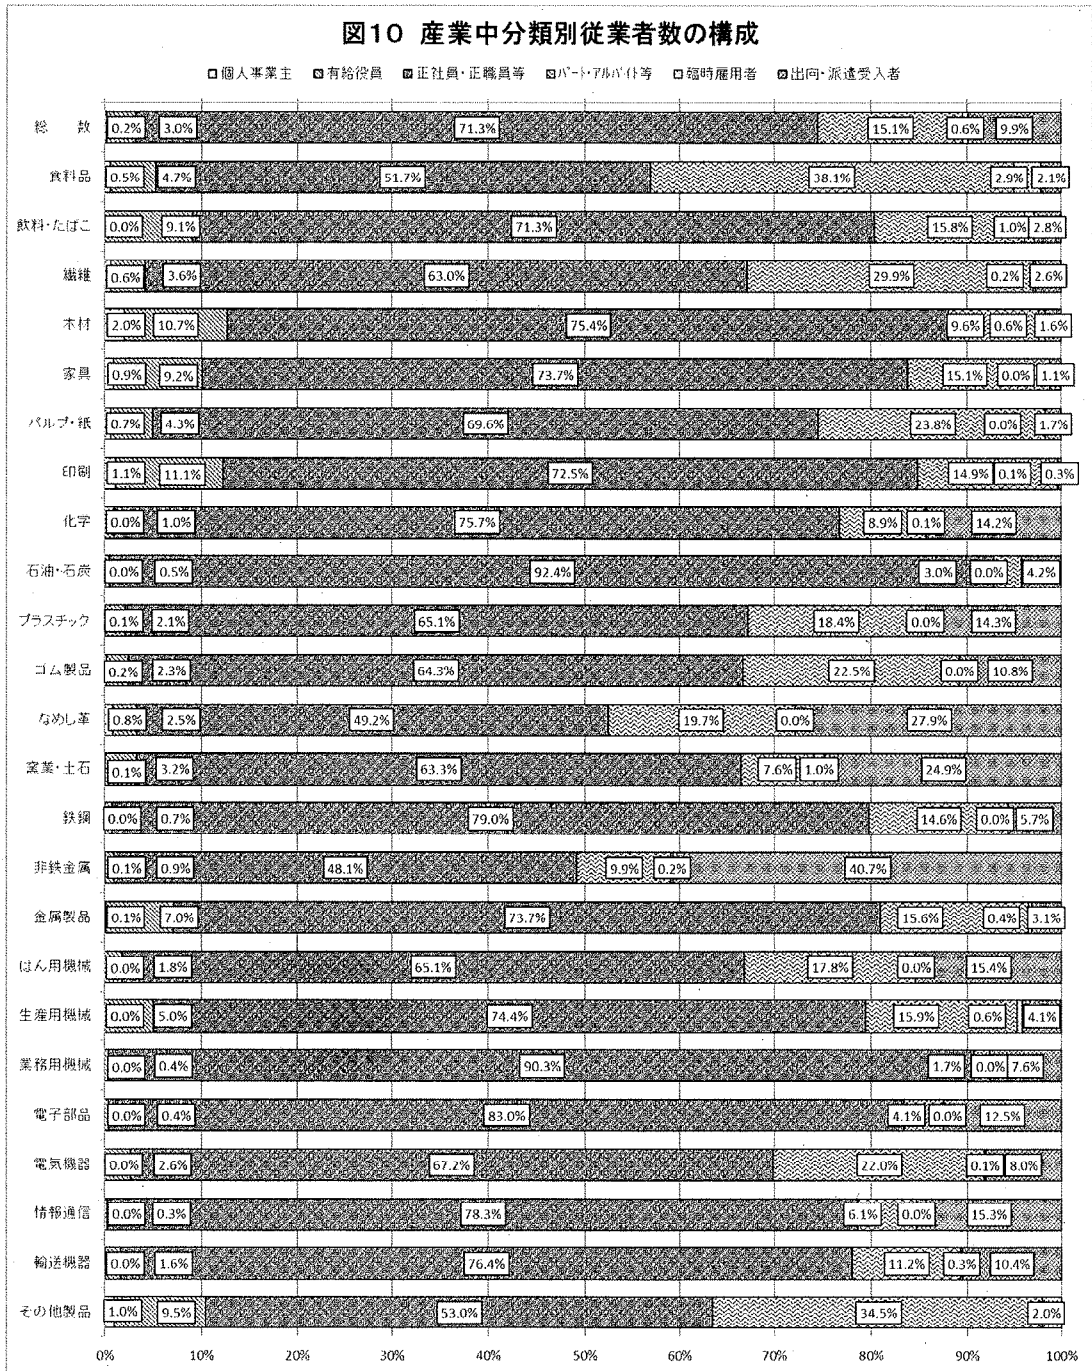 図10 産業中分類別従業者数の構成
□個人事業主 ■有給役員 ■正社員・正職員等 ■パート・アルバイト等 □臨時雇用者 ■出向・派遣受入者
総　数 0.2% 3.0% 71.3% 15.1% 0.6% 9.9%
食料品 0.5% 4.7% 51.7% 38.1% 2.9% 2.1%
飲料・たばこ 0.0% 9.1% 71.3% 15.8% 1.0% 2.8%
繊維 0.6% 3.6% 63.0% 29.9% 0.2% 2.6%
木材 2.0% 10.7% 75.4% 9.6% 0.6% 1.6%
家具 0.9% 9.2% 73.7% 15.1% 0.0% 1.1%
パルプ・紙 0.7% 4.3% 69.6% 23.8% 0.0% 1.7%
印刷 1.1% 11.1% 72.5% 14.9% 0.1% 0.3%
化学 0.0% 1.0% 75.7% 8.9% 0.1% 14.2%
石油・石炭 0.0% 0.5% 92.4% 3.0% 0.0% 4.2%
プラスチック 0.1% 2.1% 65.1% 18.4% 0.0% 14.3%
ゴム製品 0.2% 2.3% 64.3% 22.5% 0.0% 10.8%
なめし革 0.8% 2.5% 49.2% 19.7% 0.0% 27.9%
窯業・土石 0.1% 3.2% 63.3% 7.6% 1.0% 24.9%
鉄鋼 0.0% 0.7% 79.0% 14.6% 0.0% 5.7%
非鉄金属 0.1% 0.9% 48.1% 9.9% 0.2% 40.7%
金属製品 0.1% 7.0% 73.7% 15.6% 0.4% 3.1%
はん用機械 0.0% 1.8% 65.1% 17.8% 0.0% 15.4%
生産用機械 0.0% 5.0% 74.4% 15.9% 0.6% 4.1%
業務用機械 0.0% 0.4% 90.3% 1.7% 0.0% 7.6%
電子部品 0.0% 0.4% 83.0% 4.1% 0.0% 12.5%
電気機器 0.0% 2.6% 67.2% 22.0% 0.1% 8.0%
情報通信 0.0% 0.3% 78.3% 6.1% 0.0% 15.3%
輸送機器 0.0% 1.6% 76.4% 11.2% 0.3% 10.4%
その他製品 1.0% 9.5% 53.0% 34.5% 2.0%
0% 10% 20% 30% 40% 50% 60% 70% 80% 90% 100%